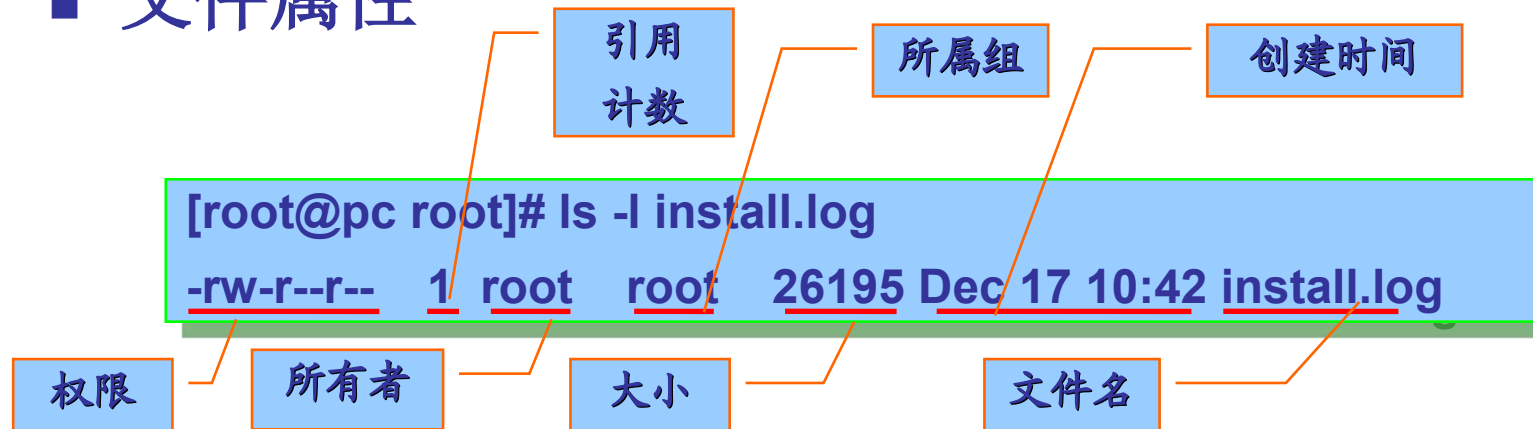 ■ 文件属性
引用
计数
所属组
创建时间
[root@pc root]# ls -l install.log
-rw-r--r-- 1 root root 26195 Dec 17 10:42 install.log
权限
所有者
大小
文件名